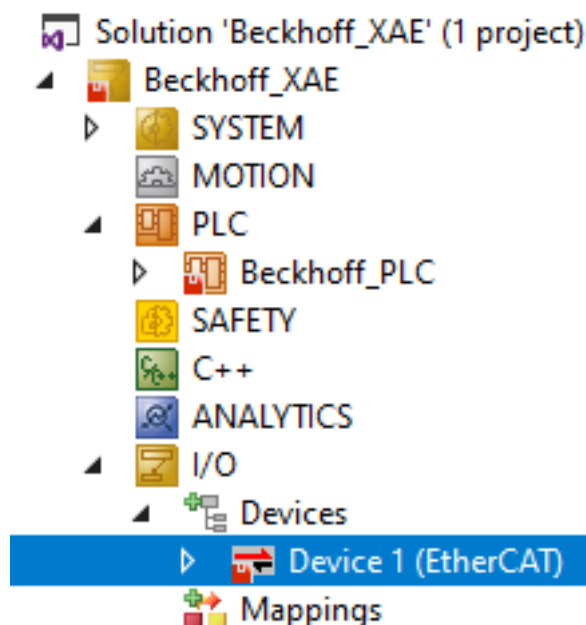 Solution 'Beckhoff_XAE' (1 project)
Beckhoff_XAE
SYSTEM
MOTION
PLC
Beckhoff_PLC
SAFETY
C++
ANALYTICS
I/O
Devices
Device 1 (EtherCAT)
Mappings